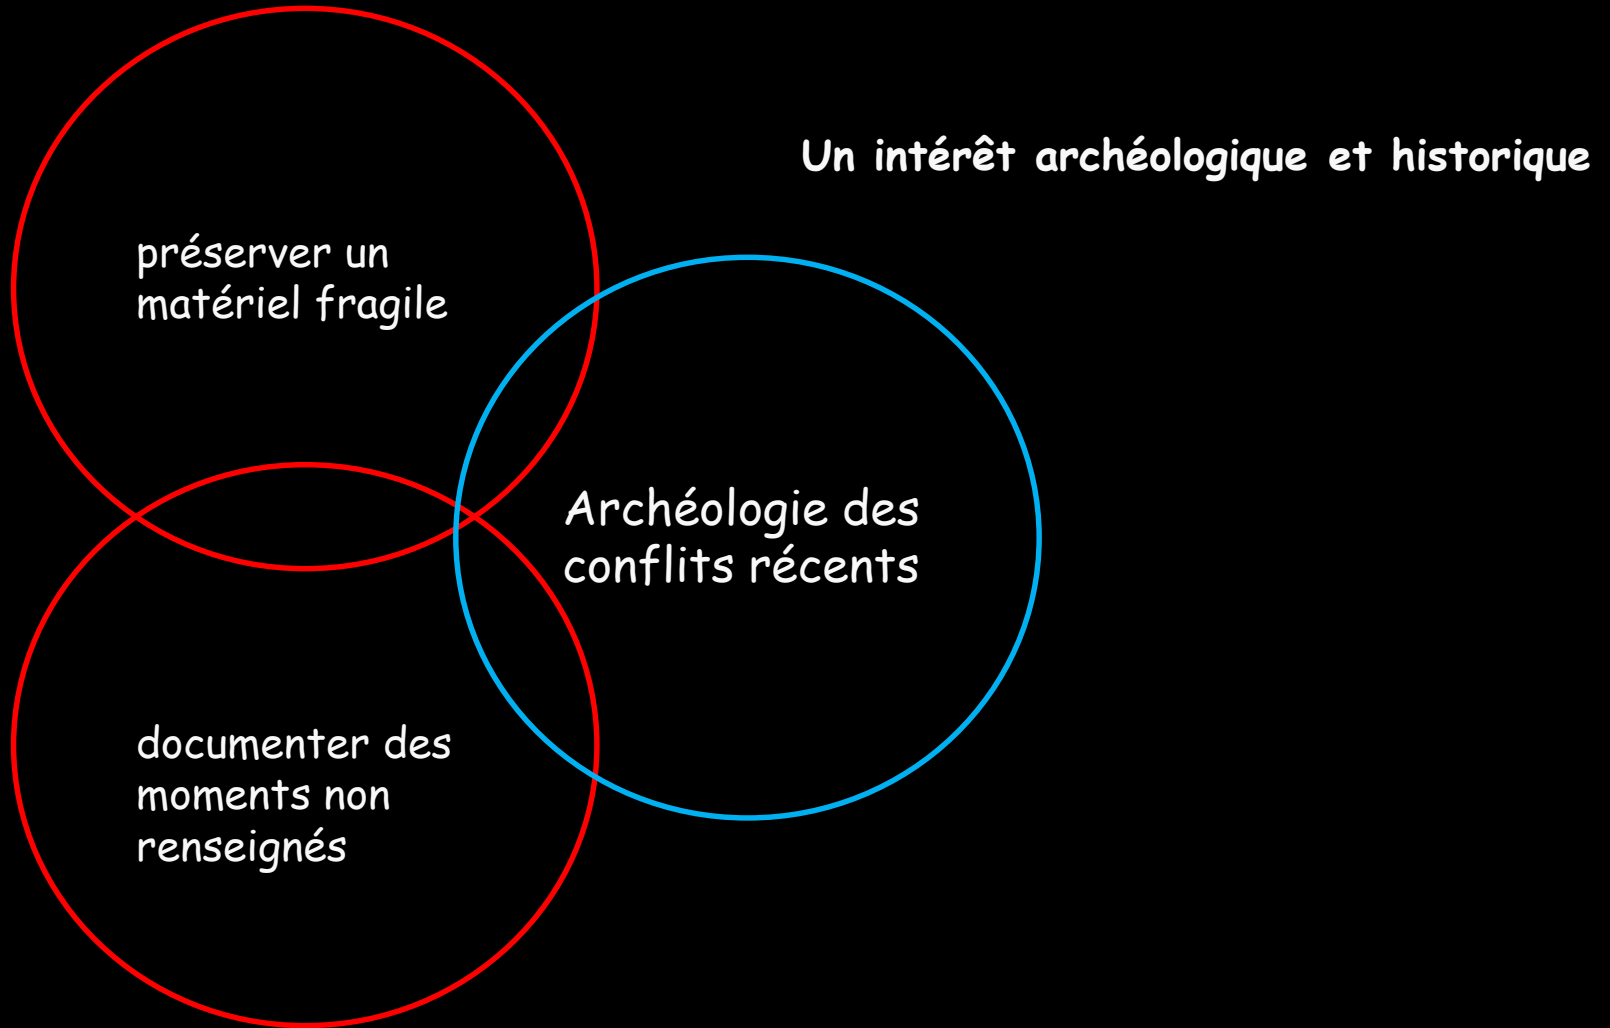 Un intérêt archéologique et historique
préserver un
matériel fragile
Archéologie des
conflits récents
documenter des
moments non
renseignés